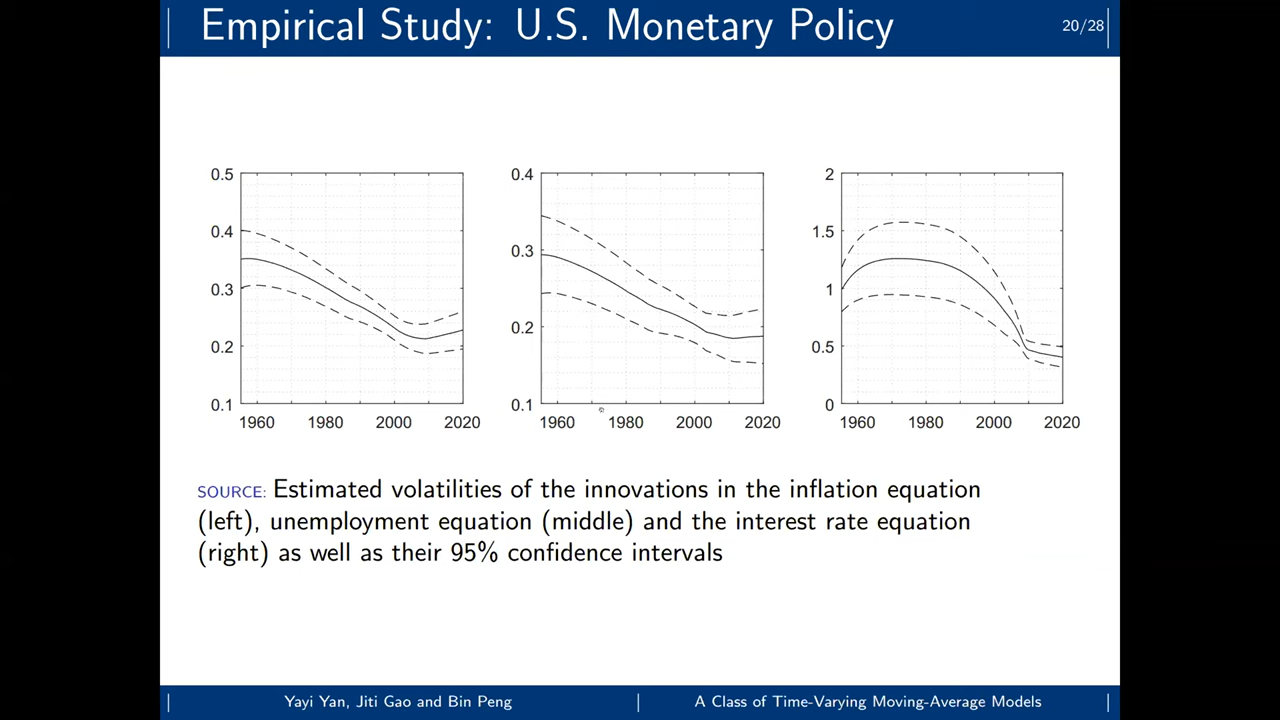 Empirical Study: U.S. Monetary Policy
20/28
0.5
0.4
0.3
0.2
0.1
1960 1980 2000 2020
0.4
0.3
0.2
0.1
1960 1980 2000 2020
2
1.5
1
0.5
0
1960 1980 2000 2020
SOURCE: Estimated volatilities of the innovations in the inflation equation
(left), unemployment equation (middle) and the interest rate equation
(right) as well as their 95% confidence intervals
Yayi Yan, Jiti Gao and Bin Peng
A Class of Time-Varying Moving-Average Models